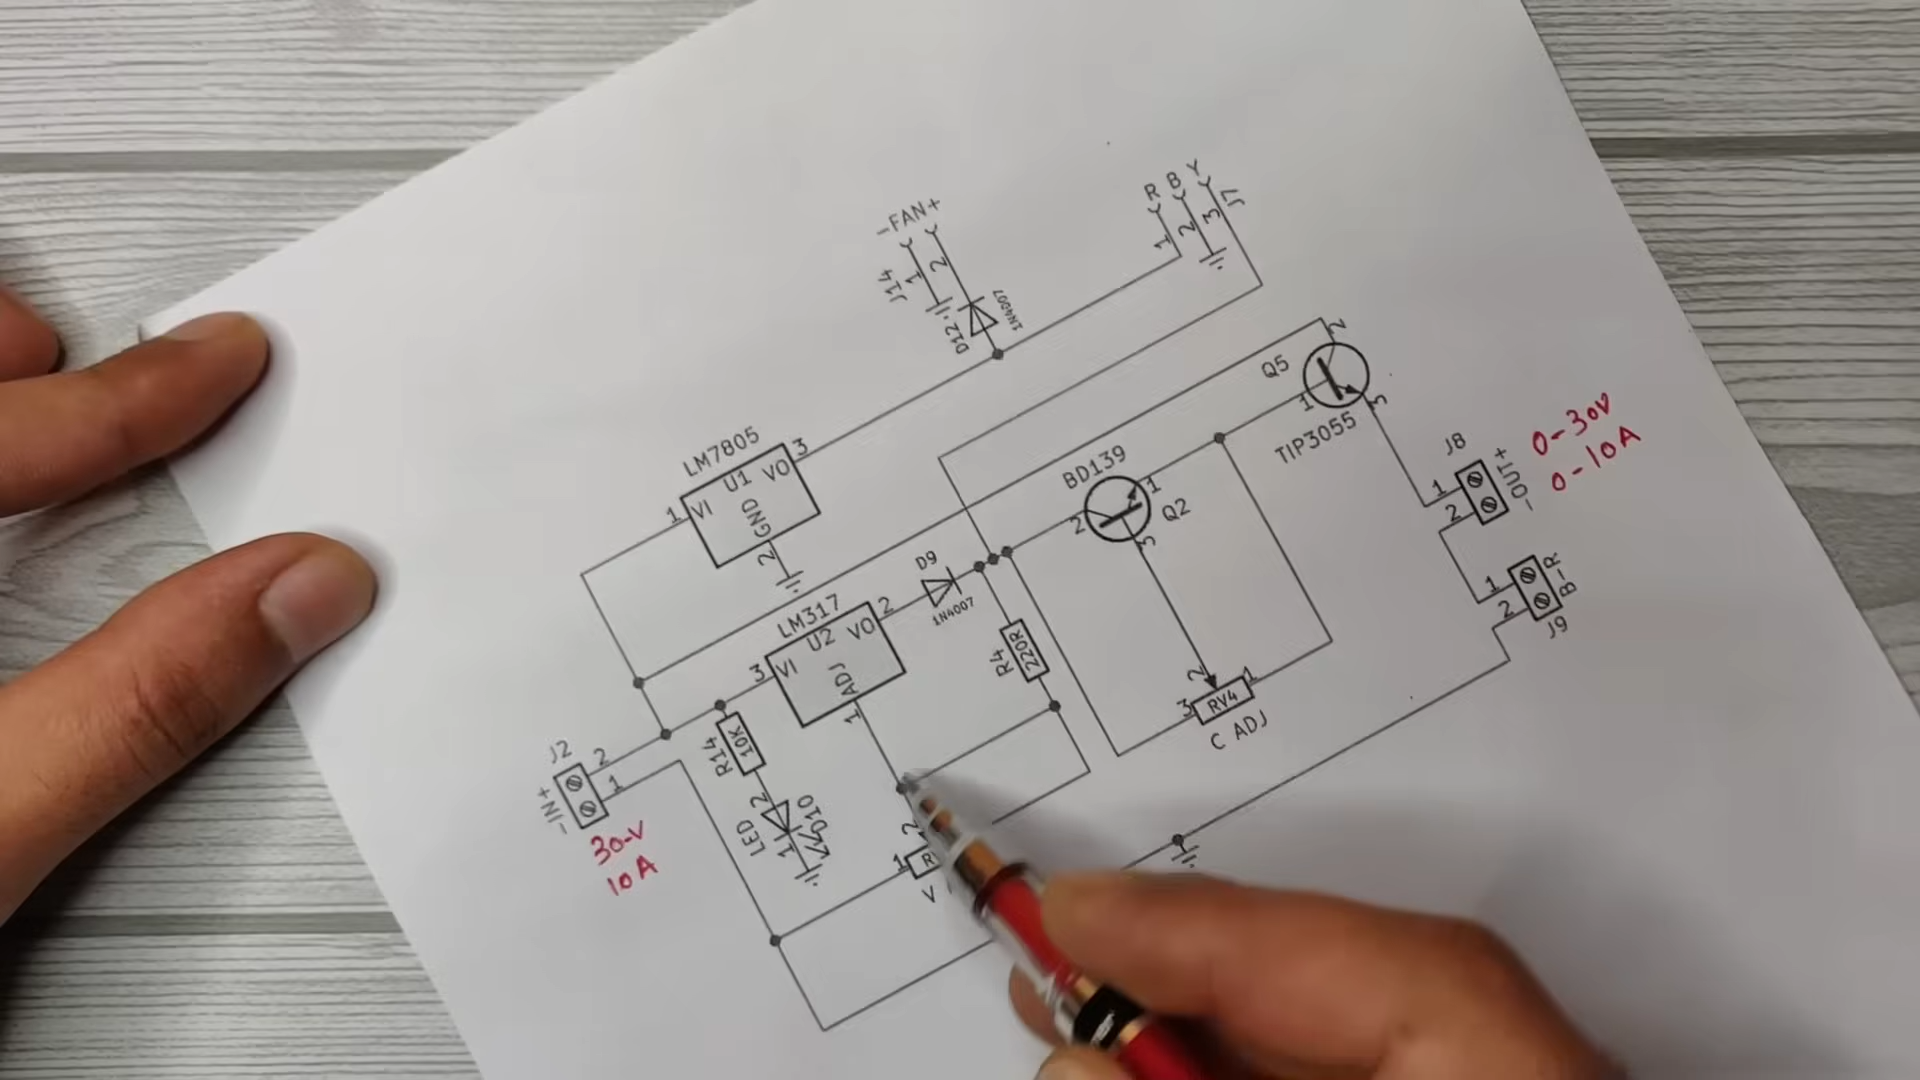 -FAN+
J14
1
2
D12
1N4007
R B Y
1 2 3
J7
LM7805
U1
1
VI
VO
3
GND
2
Q5
2
1
3
TIP3055
J8
1
2
-OUT+
0-30V
0-10A
BD139
Q2
2
1
3
D9
1N4007
LM317
U2
3
VI
VO
2
ADJ
1
R4
220R
J9
1
2
B-R
RV4
3
2
1
C ADJ
J2
2
1
-IN+
30-V
10A
R14
10K
LED
2
1
D10
2
1
R
V